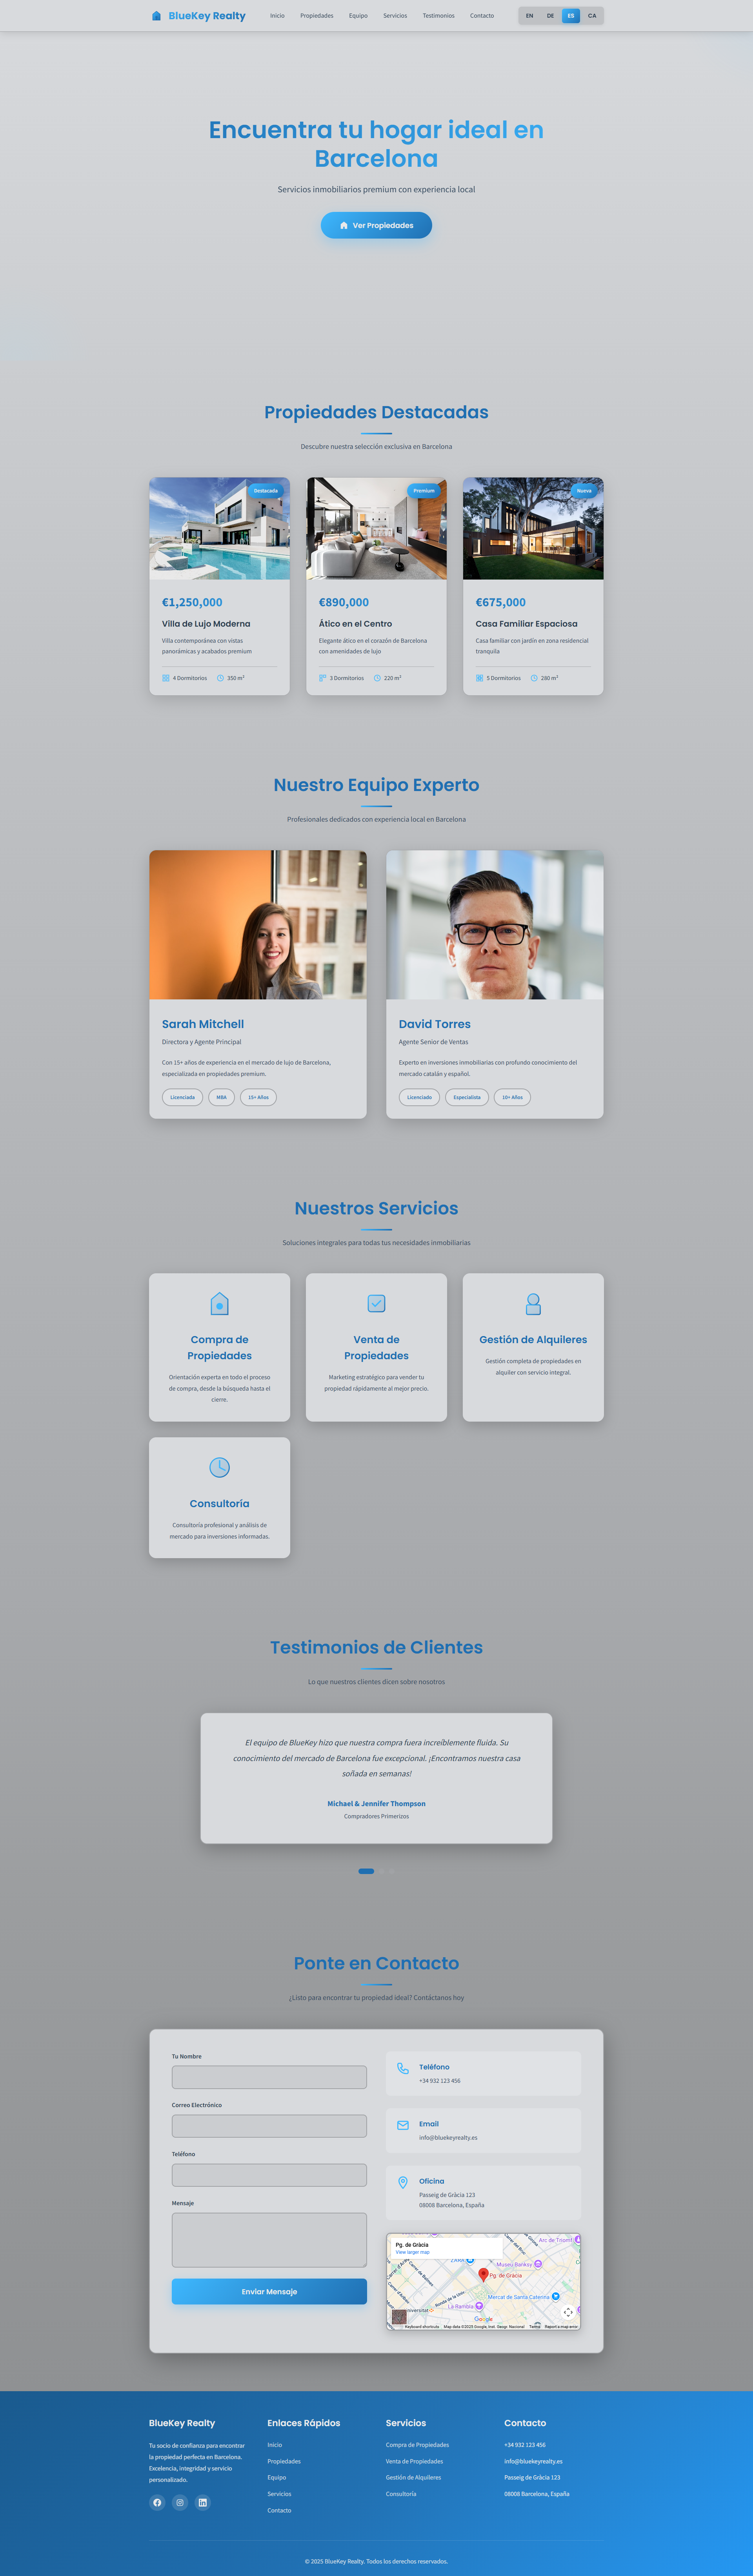 BlueKey Realty
Inicio
Propiedades
Equipo
Servicios
Testimonios
Contacto
EN
DE
ES
CA
Encuentra tu hogar ideal en
Barcelona
Servicios inmobiliarios premium con experiencia local
Ver Propiedades
Propiedades Destacadas
Descubre nuestra selección exclusiva en Barcelona
Destacada
€1,250,000
Villa de Lujo Moderna
Villa contemporánea con vistas
panorámicas y acabados premium
4 Dormitorios
350 m²
Premium
€890,000
Ático en el Centro
Elegante ático en el corazón de Barcelona
con amenidades de lujo
3 Dormitorios
220 m²
Nueva
€675,000
Casa Familiar Espaciosa
Casa familiar con jardín en zona residencial
tranquila
5 Dormitorios
280 m²
Nuestro Equipo Experto
Profesionales dedicados con experiencia local en Barcelona
Sarah Mitchell
Directora y Agente Principal
Con 15+ años de experiencia en el mercado de lujo de Barcelona,
especializada en propiedades premium.
Licenciada
MBA
15+ Años
David Torres
Agente Senior de Ventas
Experto en inversiones inmobiliarias con profundo conocimiento del
mercado catalán y español.
Licenciado
Especialista
10+ Años
Nuestros Servicios
Soluciones integrales para todas tus necesidades inmobiliarias
Compra de
Propiedades
Orientación experta en todo el proceso
de compra, desde la búsqueda hasta el
cierre.
Venta de
Propiedades
Marketing estratégico para vender tu
propiedad rápidamente al mejor precio.
Gestión de Alquileres
Gestión completa de propiedades en
alquiler con servicio integral.
Consultoría
Consultoría profesional y análisis de
mercado para inversiones informadas.
Testimonios de Clientes
Lo que nuestros clientes dicen sobre nosotros
El equipo de BlueKey hizo que nuestra compra fuera increíblemente fluida. Su
conocimiento del mercado de Barcelona fue excepcional. ¡Encontramos nuestra casa
soñada en semanas!
Michael & Jennifer Thompson
Compradores Primerizos
Ponte en Contacto
¿Listo para encontrar tu propiedad ideal? Contáctanos hoy
Tu Nombre
Correo Electrónico
Teléfono
Mensaje
Enviar Mensaje
Teléfono
+34 932 123 456
Email
info@bluekeyrealty.es
Oficina
Passeig de Gràcia 123
08008 Barcelona, España
Pg. de Gràcia
View larger map
Arc de Triomf
ZARA
Museu Banksy
Pg. de Gràcia
Carrer d'Aribau
Carrer de Balmes
Ronda de la Univ.
Mercat de Santa Caterina
La Rambla
Google
Keyboard shortcuts
Map data ©2025 Google, Inst. Geogr. Nacional
Terms
Report a map error
BlueKey Realty
Tu socio de confianza para encontrar
la propiedad perfecta en Barcelona.
Excelencia, integridad y servicio
personalizado.
Enlaces Rápidos
Inicio
Propiedades
Equipo
Servicios
Contacto
Servicios
Compra de Propiedades
Venta de Propiedades
Gestión de Alquileres
Consultoría
Contacto
+34 932 123 456
info@bluekeyrealty.es
Passeig de Gràcia 123
08008 Barcelona, España
© 2025 BlueKey Realty. Todos los derechos reservados.